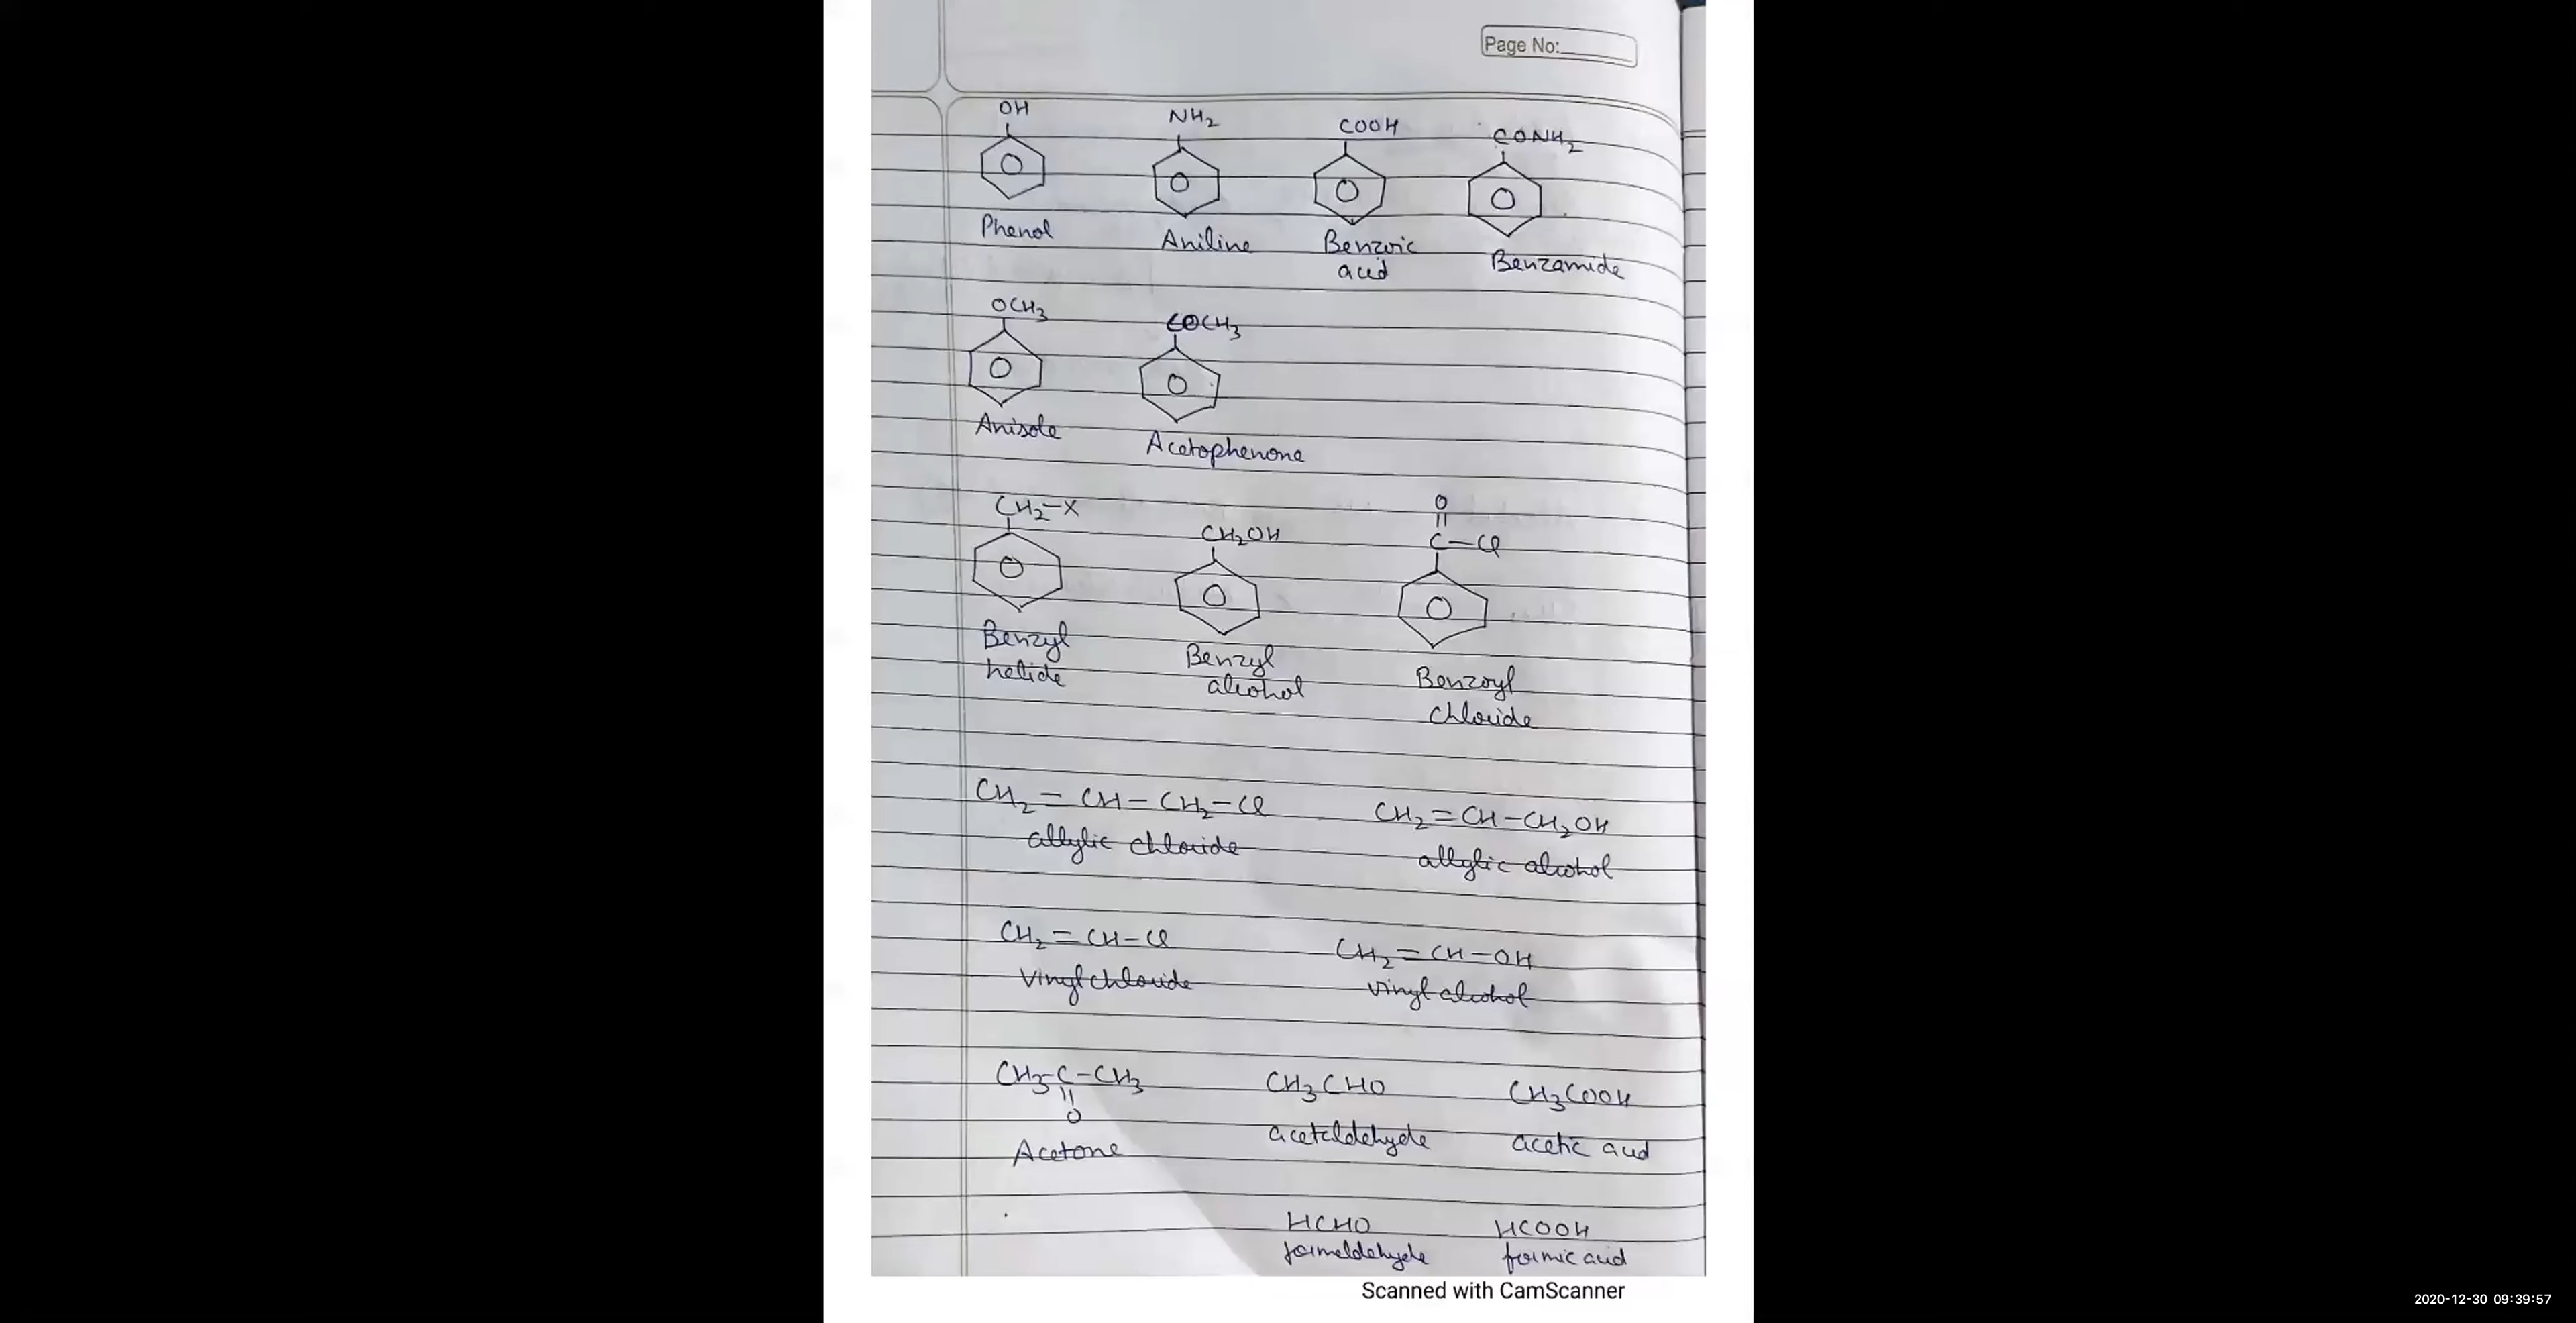 Page No:
OH NH2 COOH CONH2
Phenol Aniline Benzoic acid Benzamide
OCH3 COCH3
Anisole Acetophenone
CH2-X CH2OH O
C-Cl
Benzyl halide Benzyl alcohol Benzoyl chloride
CH2=CH-CH2-Cl CH2=CH-CH2OH
allylic chloride allylic alcohol
CH2=CH-Cl CH2=CH-OH
Vinyl chloride vinyl alcohol
CH3-C-CH3 CH3CHO CH3COOH
O
Acetone acetaldehyde acetic acid
HCHO HCOOH
formaldehyde formic acid
Scanned with CamScanner
2020-12-30 09:39:57